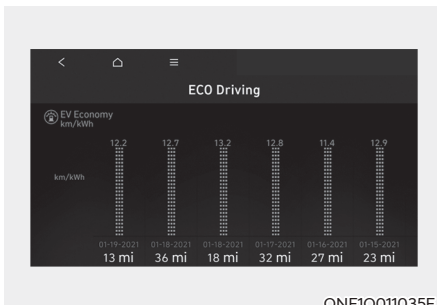 ECO Driving
EV Economy
km/kWh
12.2 12.7 13.2 12.8 11.4 12.9
km/kWh
01-19-2021 01-18-2021 01-18-2021 01-17-2021 01-16-2021 01-15-2021
13 mi 36 mi 18 mi 32 mi 27 mi 23 mi